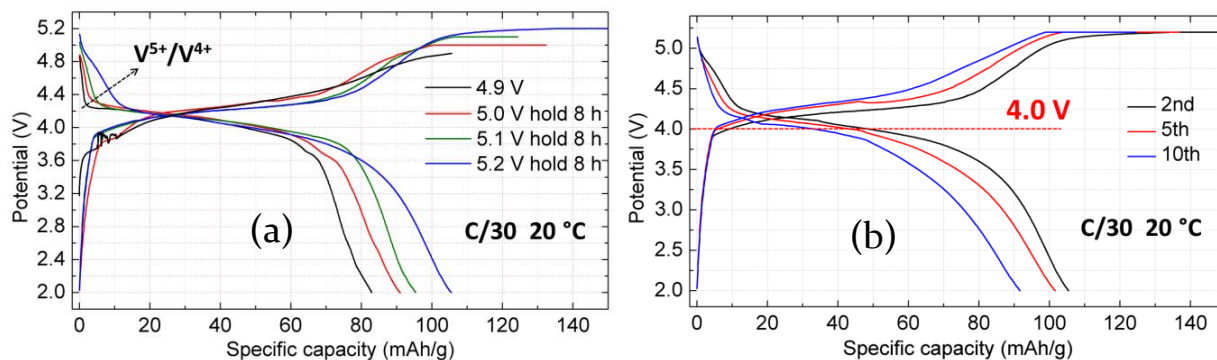 5.2
4.8
4.4
4.0
3.6
3.2
2.8
2.4
2.0
Potential (V)
V5+/V4+
4.9 V
5.0 V hold 8 h
5.1 V hold 8 h
5.2 V hold 8 h
(a)
C/30 20 °C
0 20 40 60 80 100 120 140
Specific capacity (mAh/g)
5.0
4.5
4.0
3.5
3.0
2.5
2.0
Potential (V)
4.0 V
2nd
5th
10th
(b)
C/30 20 °C
0 20 40 60 80 100 120 140
Specific capacity (mAh/g)